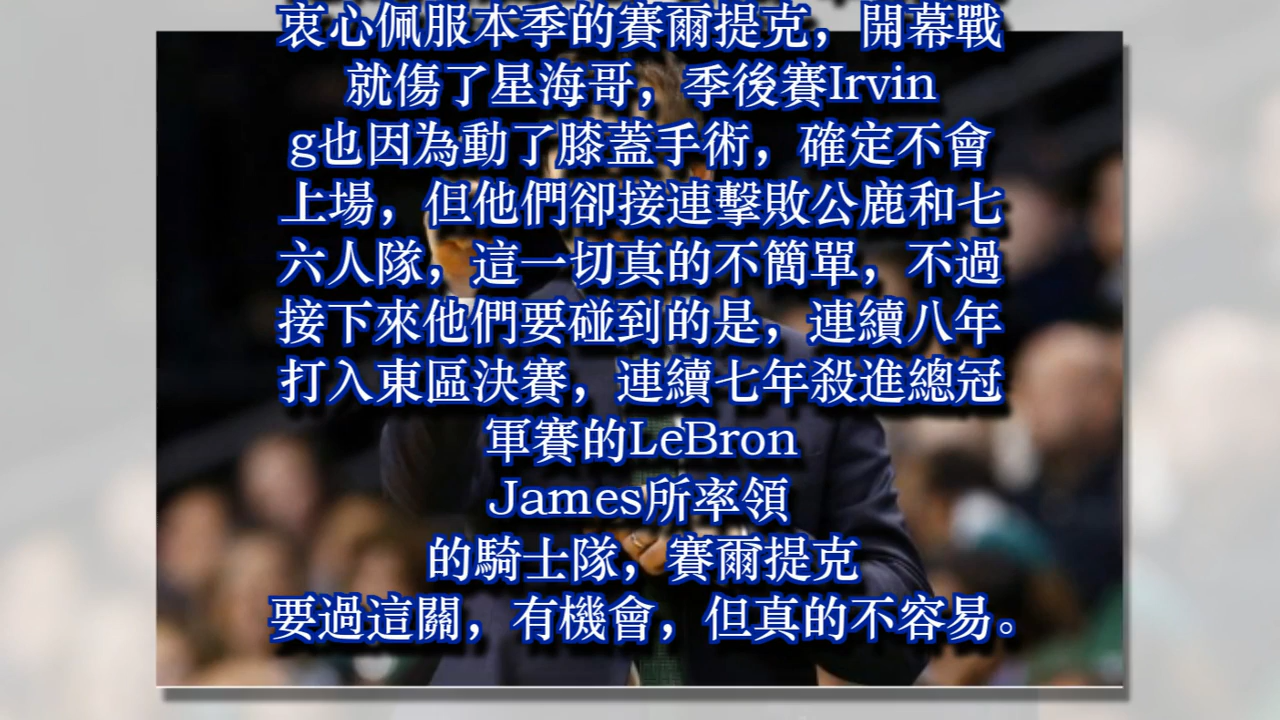 衷心佩服本季的賽爾提克，開幕戰
就傷了星海哥，季後賽Irvin
g也因為動了膝蓋手術，確定不會
上場，但他們卻接連擊敗公鹿和七
六人隊，這一切真的不簡單，不過
接下來他們要碰到的是，連續八年
打入東區決賽，連續七年殺進總冠
軍賽的LeBron
James所率領
的騎士隊，賽爾提克
要過這關，有機會，但真的不容易。